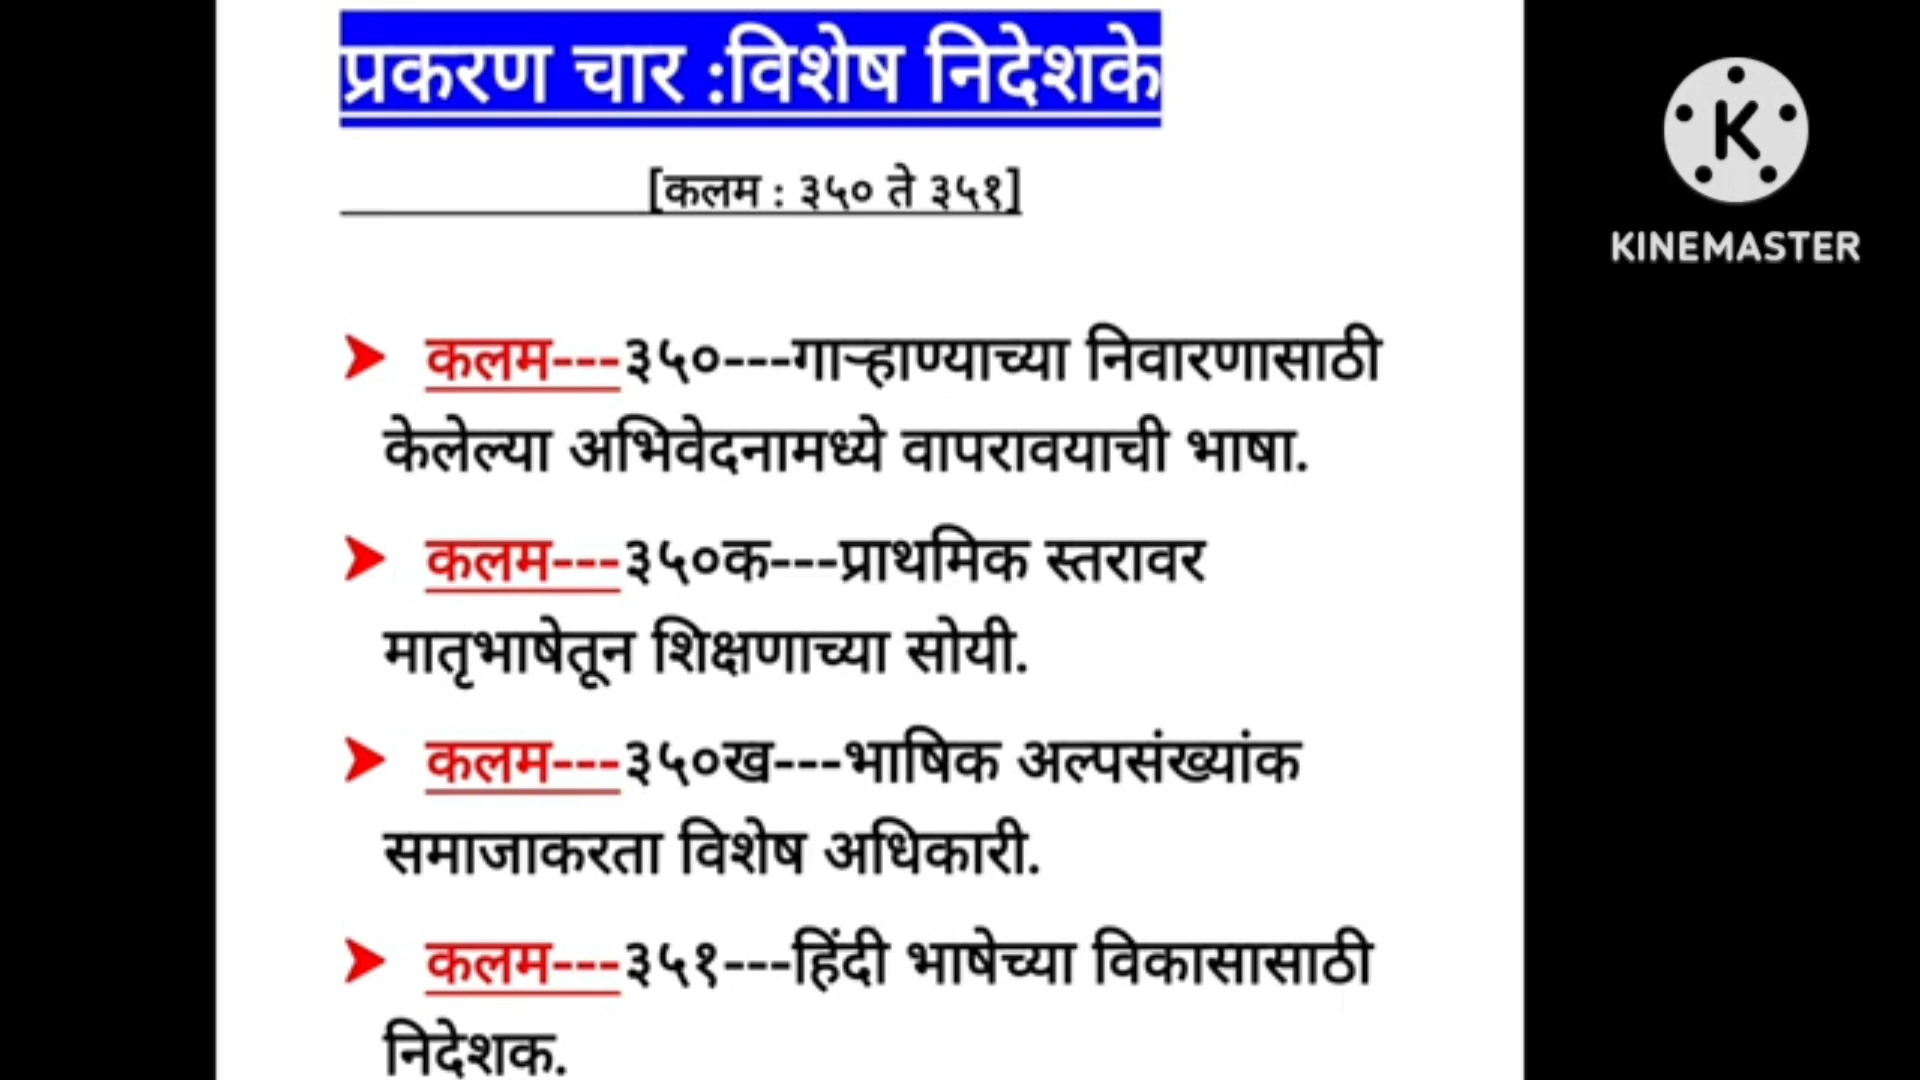 प्रकरण चार :विशेष निदेशके
[कलम : ३५० ते ३५१]
KINEMASTER
➤ कलम---३५०---गाऱ्हाण्याच्या निवारणासाठी
केलेल्या अभिवेदनामध्ये वापरावयाची भाषा.
➤ कलम---३५०क---प्राथमिक स्तरावर
मातृभाषेतून शिक्षणाच्या सोयी.
➤ कलम---३५०ख---भाषिक अल्पसंख्यांक
समाजाकरता विशेष अधिकारी.
➤ कलम---३५१---हिंदी भाषेच्या विकासासाठी
निदेशक.